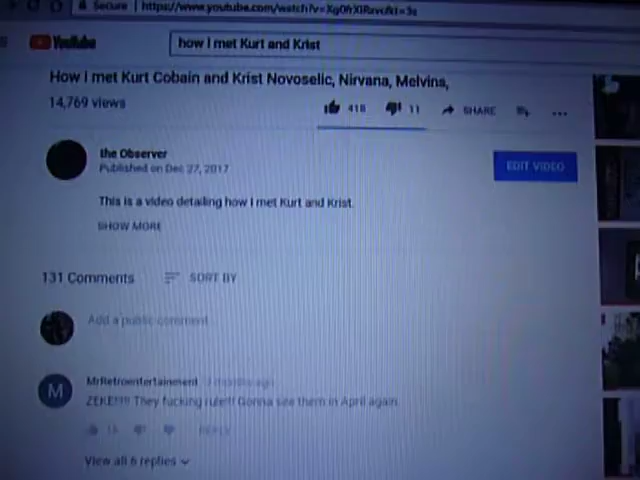 Secure | https://www.youtube.com/watch?v=
YouTube
how i met Kurt and Krist
How I met Kurt Cobain and Krist Novoselic, Nirvana, Melvins,
14,769 views
418
11
SHARE
...
the Observer
Published on Dec 27, 2017
EDIT VIDEO
This is a video detailing how I met Kurt and Krist.
SHOW MORE
131 Comments
SORT BY
Add a public comment...
M
MrRetroentertainment months ago
ZEKE!!!! They fucking rule!!! Gonna see them in April again.
REPLY
View all 6 replies